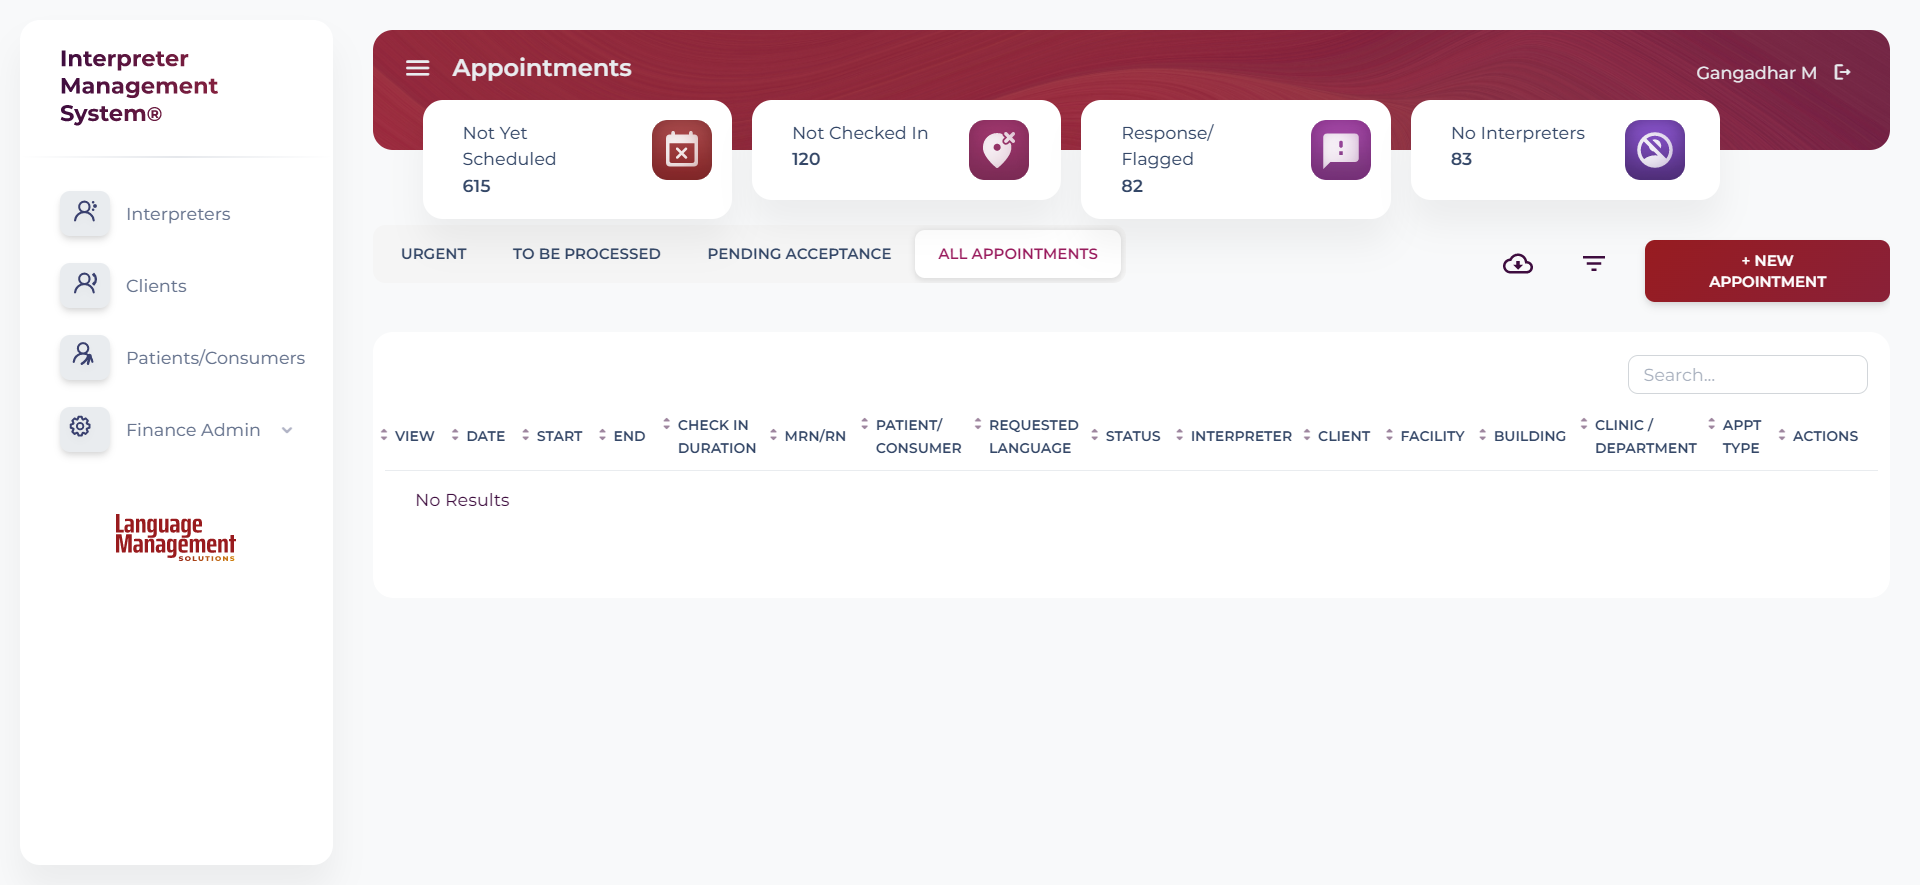 Interpreter
Management
System®
Interpreters
Clients
Patients/Consumers
Finance Admin
Language
Management
SOLUTIONS
Appointments
Gangadhar M
Not Yet
Scheduled
615
Not Checked In
120
Response/
Flagged
82
No Interpreters
83
URGENT
TO BE PROCESSED
PENDING ACCEPTANCE
ALL APPOINTMENTS
+ NEW
APPOINTMENT
Search...
VIEW
DATE
START
END
CHECK IN
DURATION
MRN/RN
PATIENT/
CONSUMER
REQUESTED
LANGUAGE
STATUS
INTERPRETER
CLIENT
FACILITY
BUILDING
CLINIC /
DEPARTMENT
APPT
TYPE
ACTIONS
No Results